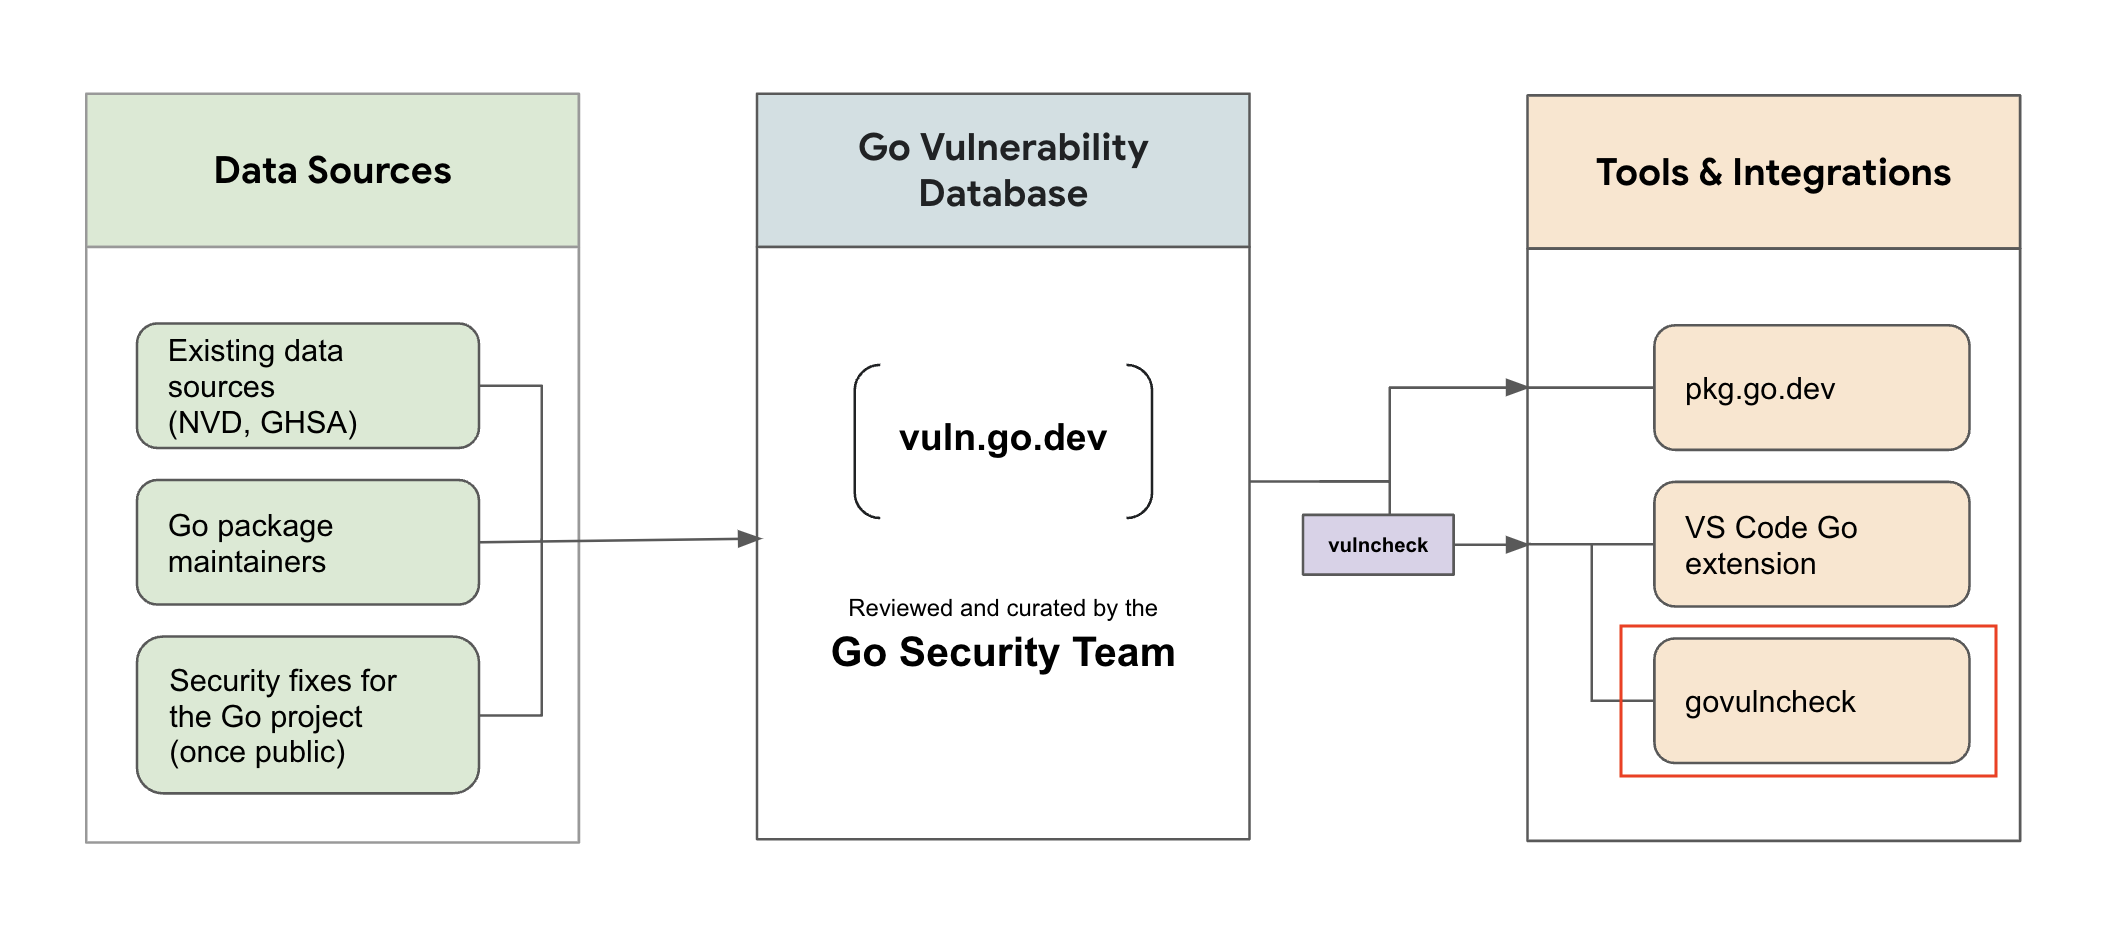 Data Sources
Existing data
sources
(NVD, GHSA)
Go package
maintainers
Security fixes for
the Go project
(once public)
Go Vulnerability
Database
vuln.go.dev
Reviewed and curated by the
Go Security Team
vulncheck
Tools & Integrations
pkg.go.dev
VS Code Go
extension
govulncheck